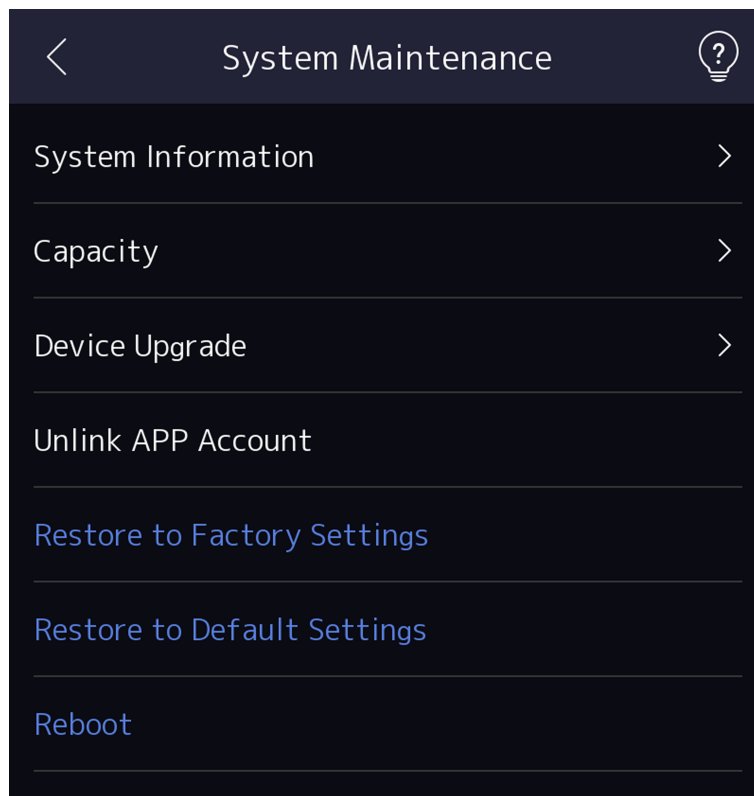 System Maintenance
?
System Information
Capacity
Device Upgrade
Unlink APP Account
Restore to Factory Settings
Restore to Default Settings
Reboot